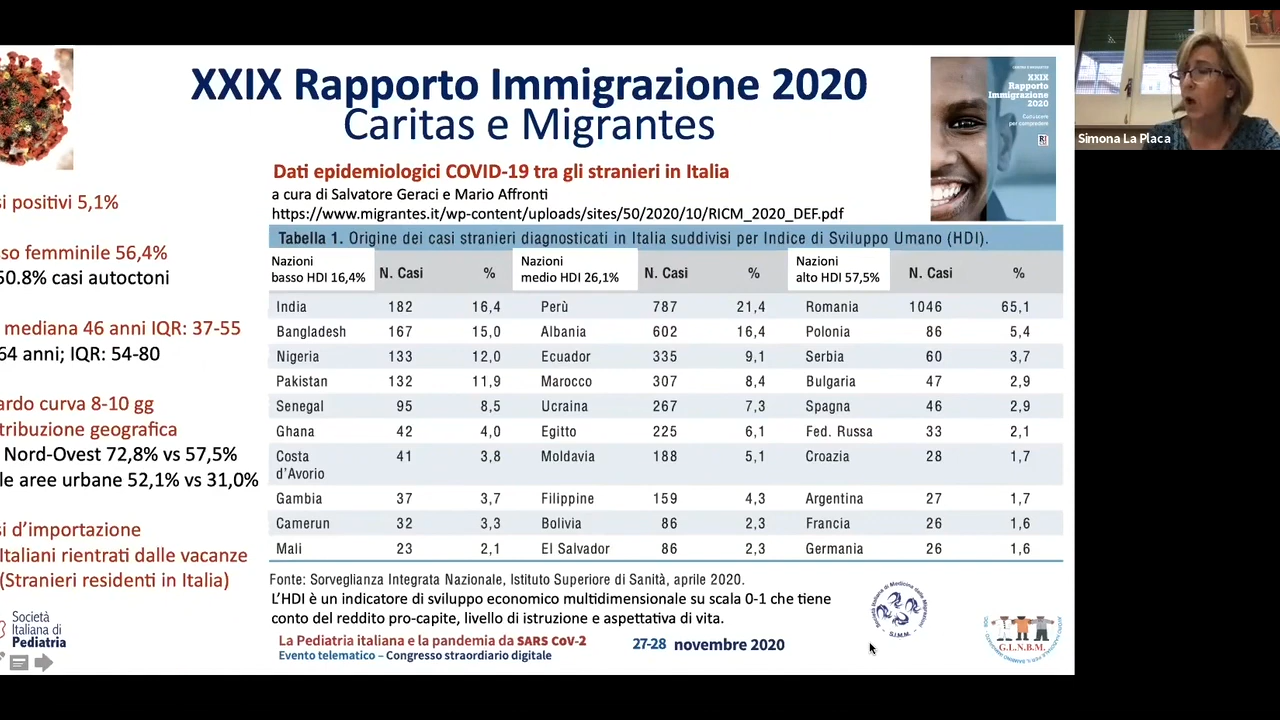 XXIX Rapporto Immigrazione 2020
Caritas e Migrantes
XXIX
Rapporto
Immigrazione
2020
Conoscere
per comprendere
Simona La Placa
Dati epidemiologici COVID-19 tra gli stranieri in Italia
a cura di Salvatore Geraci e Mario Affronti
https://www.migrantes.it/wp-content/uploads/sites/50/2020/10/RICM_2020_DEF.pdf
si positivi 5,1%
so femminile 56,4%
50.8% casi autoctoni
mediana 46 anni IQR: 37-55
64 anni; IQR: 54-80
ardo curva 8-10 gg
tribuzione geografica
Nord-Ovest 72,8% vs 57,5%
le aree urbane 52,1% vs 31,0%
si d'importazione
Italiani rientrati dalle vacanze
(Stranieri residenti in Italia)
Tabella 1. Origine dei casi stranieri diagnosticati in Italia suddivisi per Indice di Sviluppo Umano (HDI).
Nazioni basso HDI 16,4% N. Casi % Nazioni medio HDI 26,1% N. Casi % Nazioni alto HDI 57,5% N. Casi %
India 182 16,4 Perù 787 21,4 Romania 1046 65,1
Bangladesh 167 15,0 Albania 602 16,4 Polonia 86 5,4
Nigeria 133 12,0 Ecuador 335 9,1 Serbia 60 3,7
Pakistan 132 11,9 Marocco 307 8,4 Bulgaria 47 2,9
Senegal 95 8,5 Ucraina 267 7,3 Spagna 46 2,9
Ghana 42 4,0 Egitto 225 6,1 Fed. Russa 33 2,1
Costa d'Avorio 41 3,8 Moldavia 188 5,1 Croazia 28 1,7
Gambia 37 3,7 Filippine 159 4,3 Argentina 27 1,7
Camerun 32 3,3 Bolivia 86 2,3 Francia 26 1,6
Mali 23 2,1 El Salvador 86 2,3 Germania 26 1,6
Fonte: Sorveglianza Integrata Nazionale, Istituto Superiore di Sanità, aprile 2020.
L'HDI è un indicatore di sviluppo economico multidimensionale su scala 0-1 che tiene
conto del reddito pro-capite, livello di istruzione e aspettativa di vita.
Società
Italiana di
Pediatria
La Pediatria italiana e la pandemia da SARS CoV-2
Evento telematico – Congresso straordinario digitale
27-28 novembre 2020
Società Italiana di Medicina delle Migrazioni
S.I.M.M.
G.L.N.B.M.